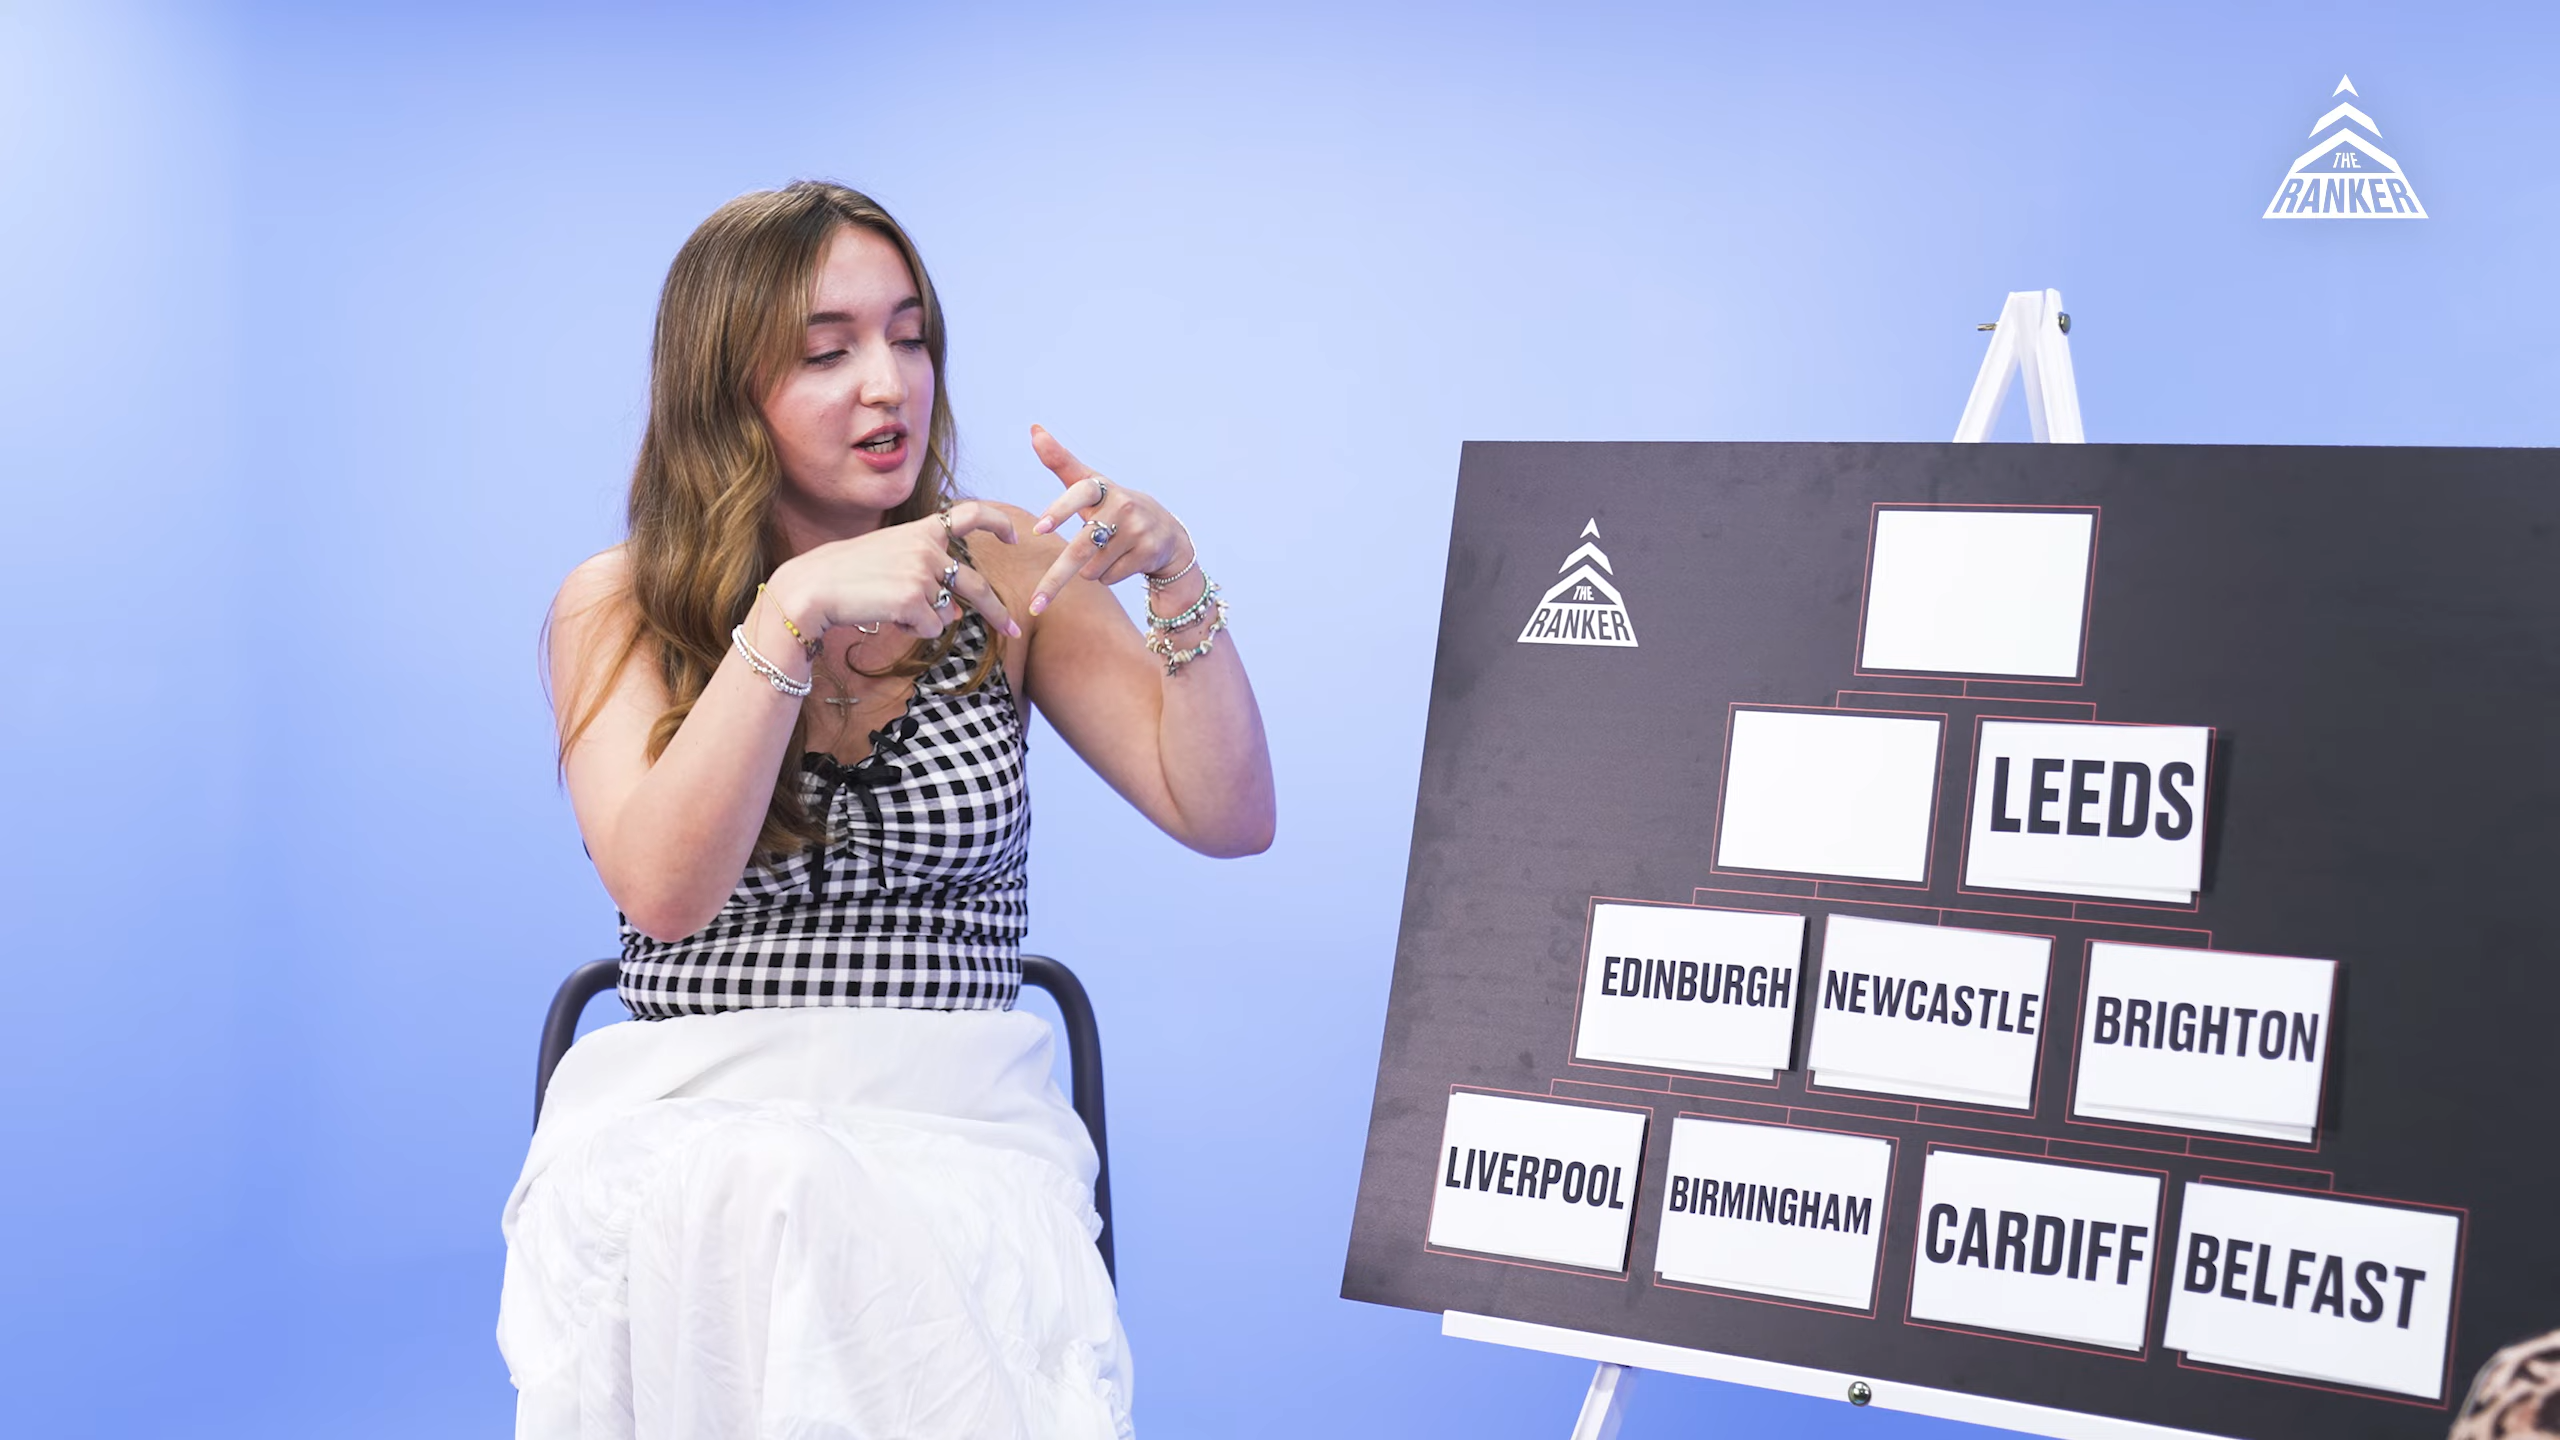 THE
RANKER
THE
RANKER
LEEDS
EDINBURGH
NEWCASTLE
BRIGHTON
LIVERPOOL
BIRMINGHAM
CARDIFF
BELFAST